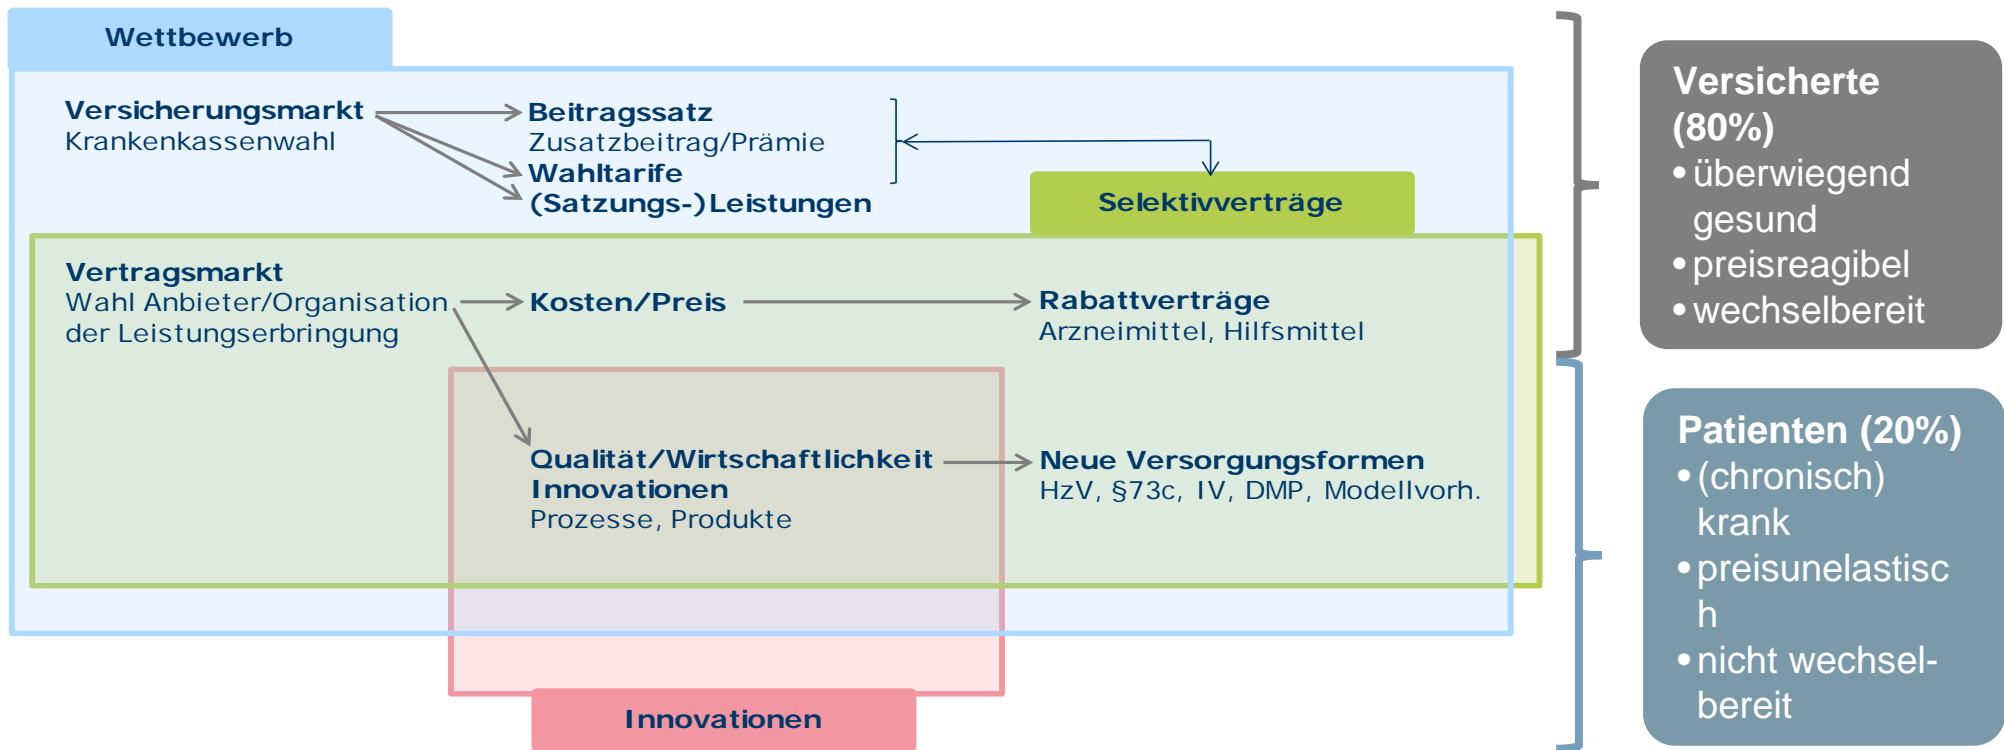 Wettbewerb
Versicherungsmarkt
Krankenkassenwahl
Beitragssatz
Zusatzbeitrag/Prämie
Wahltarife
(Satzungs-)Leistungen
Selektivverträge
Vertragsmarkt
Wahl Anbieter/Organisation
der Leistungserbringung
Kosten/Preis
Rabattverträge
Arzneimittel, Hilfsmittel
Qualität/Wirtschaftlichkeit
Innovationen
Prozesse, Produkte
Neue Versorgungsformen
HzV, §73c, IV, DMP, Modellvorh.
Innovationen
Versicherte
(80%)
• überwiegend
gesund
• preisreagibel
• wechselbereit
Patienten (20%)
• (chronisch)
krank
• preisunelastisc
h
• nicht wechsel-
bereit